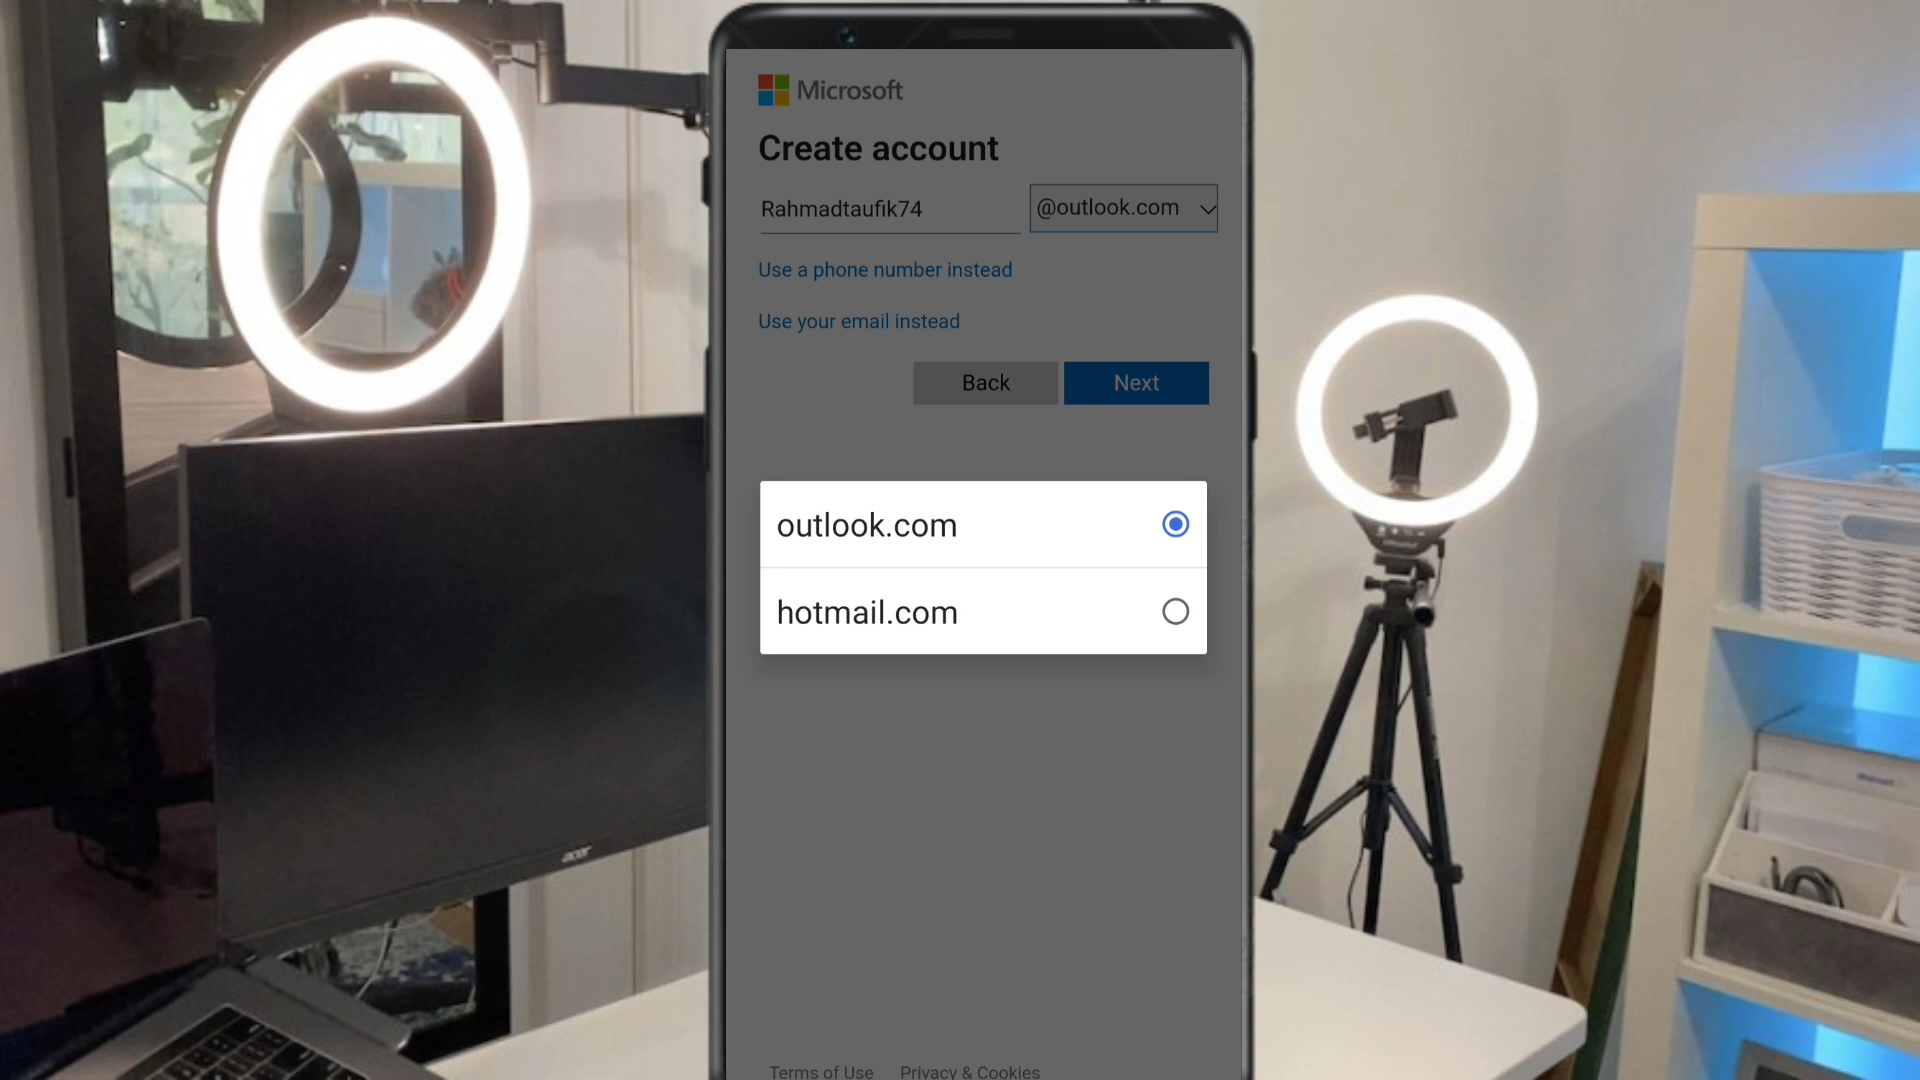 Microsoft
Create account
Rahmadtaufik74
@outlook.com
Use a phone number instead
Use your email instead
Back
Next
outlook.com
hotmail.com
acer
Terms of Use
Privacy & Cookies